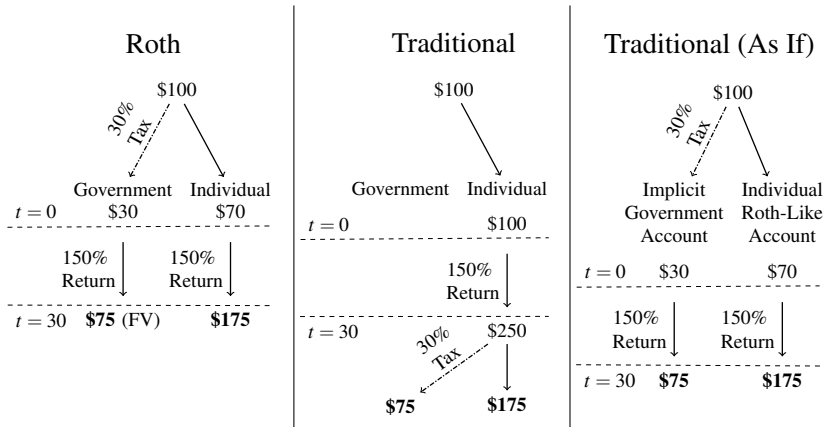 Roth
$100
30%
Tax
Government Individual
t = 0 $30 $70
150% 150%
Return Return
t = 30 $75 (FV) $175
Traditional
$100
Government Individual
t = 0 $100
150%
Return
t = 30 $250
30%
Tax
$75 $175
Traditional (As If)
$100
30%
Tax
Implicit Individual
Government Roth-Like
Account Account
t = 0 $30 $70
150% 150%
Return Return
t = 30 $75 $175